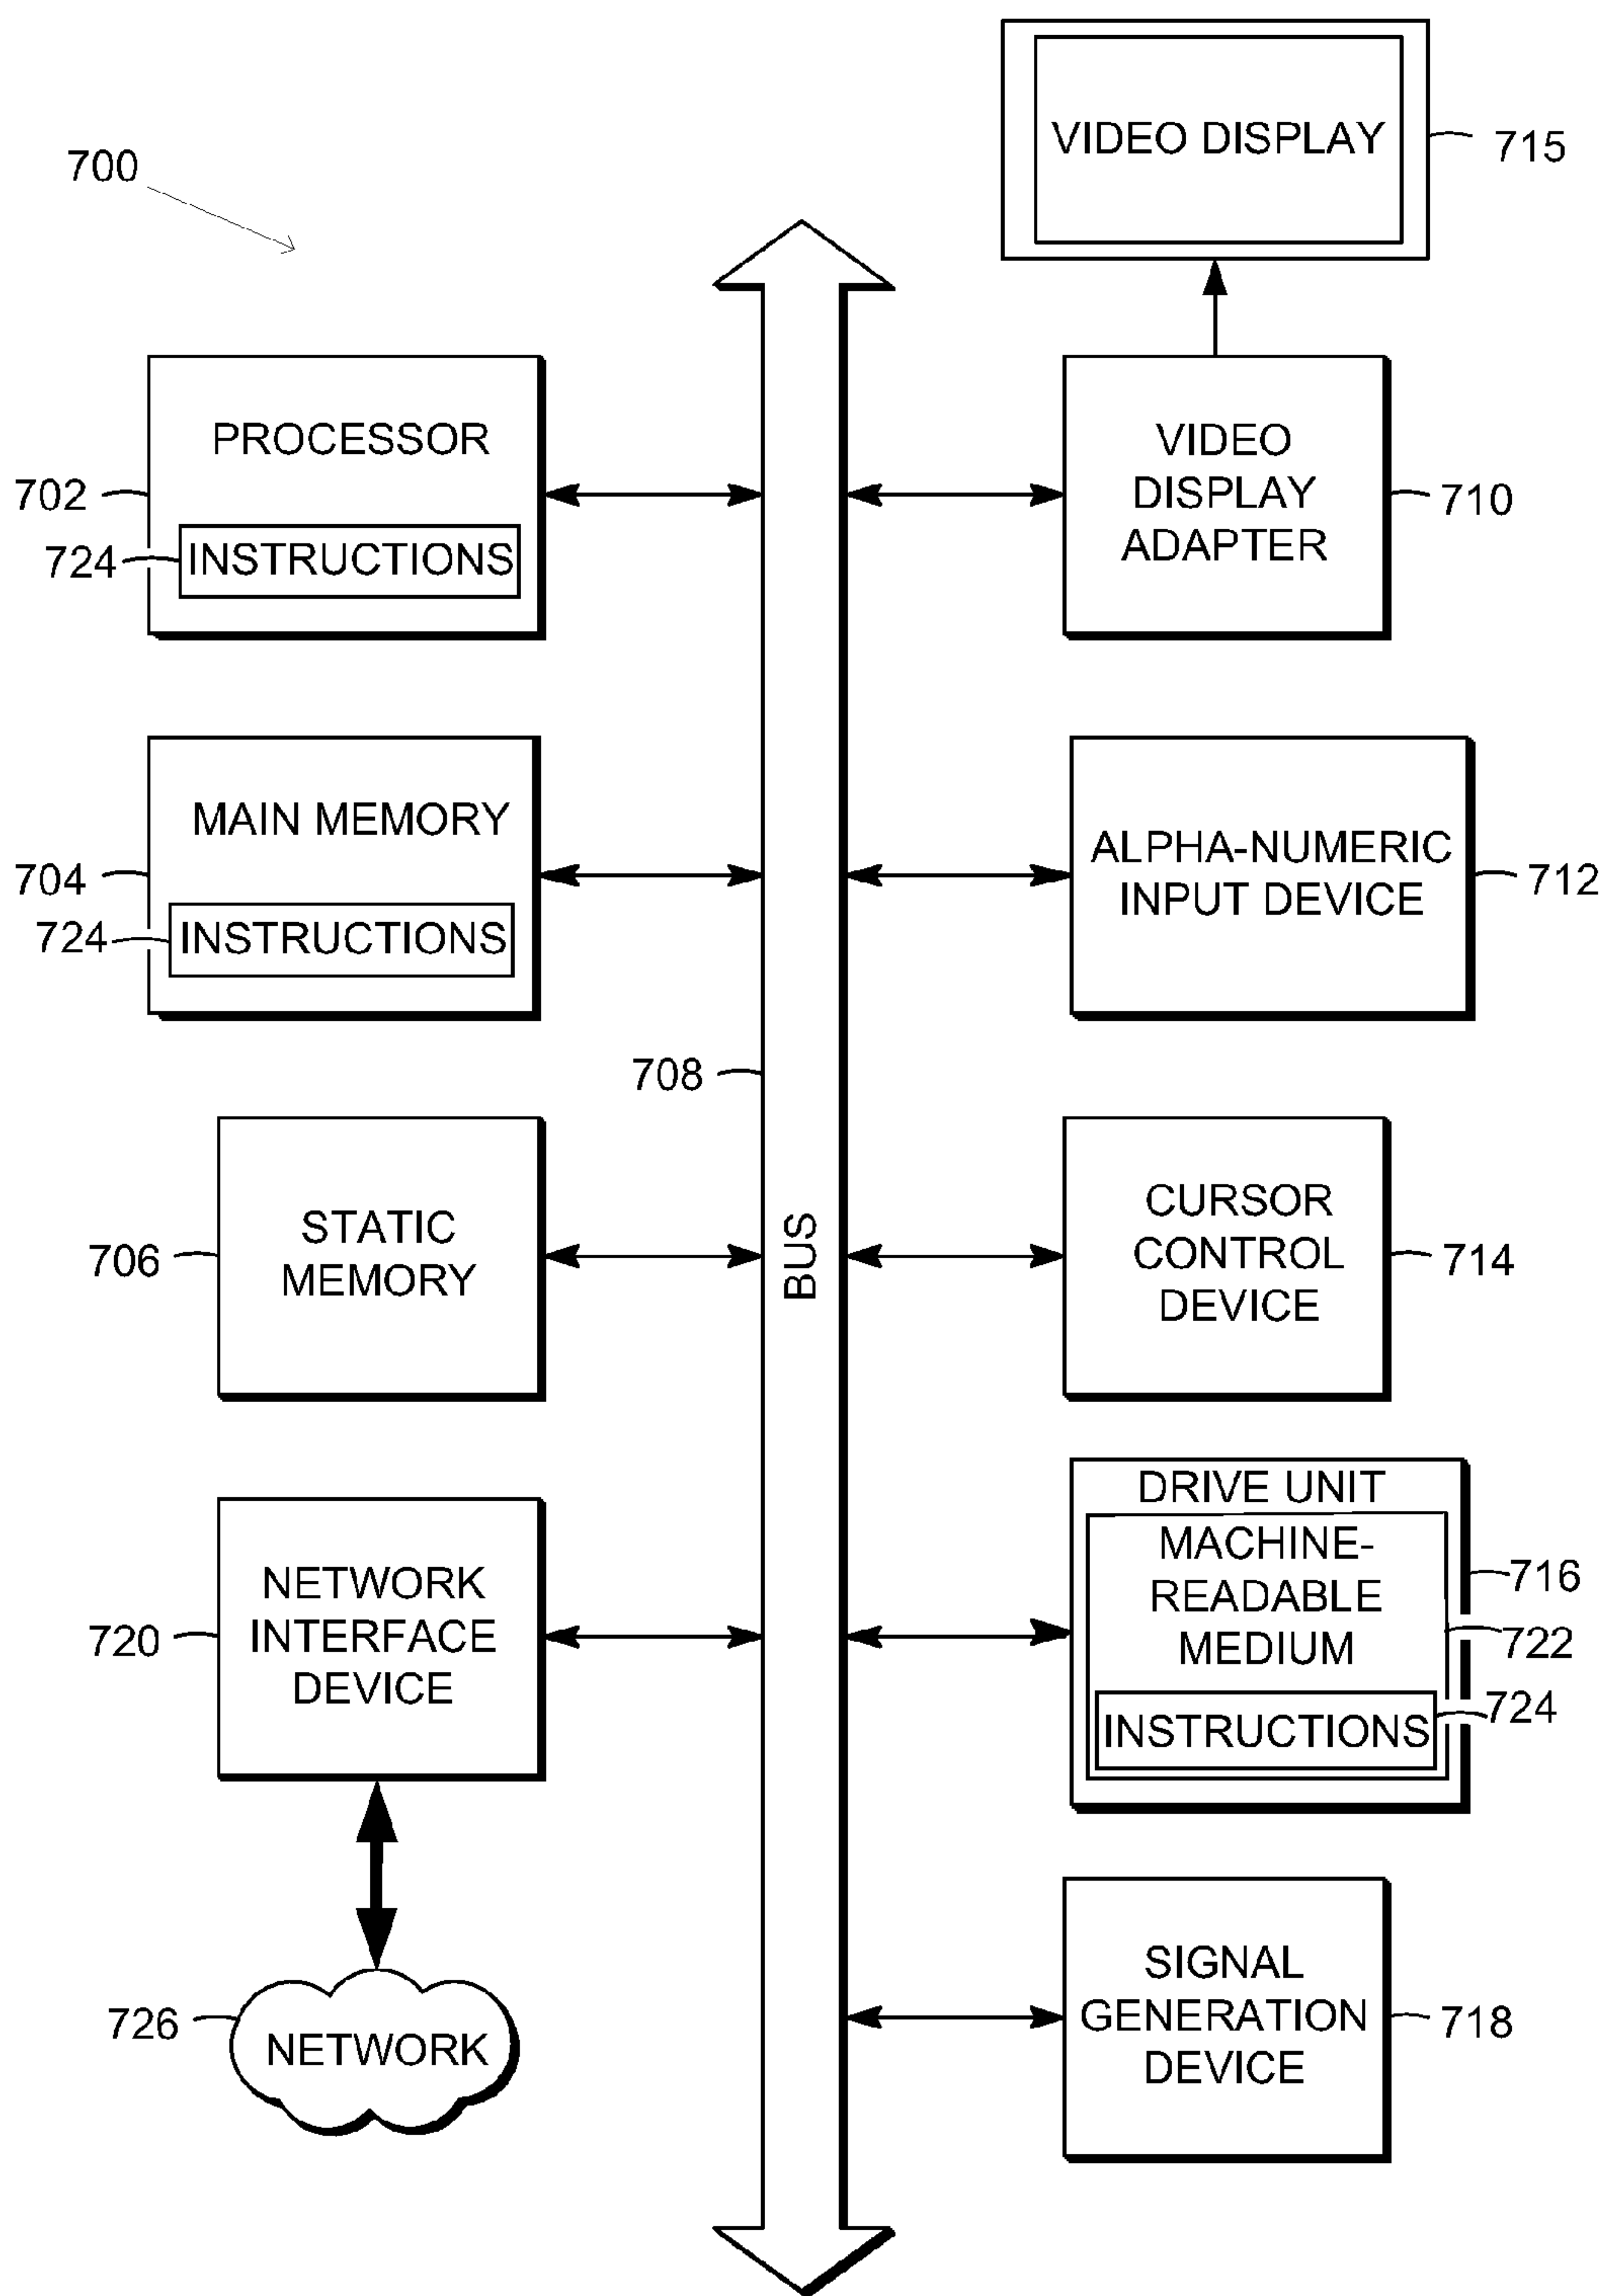 700
VIDEO DISPLAY
715
PROCESSOR
702
724
INSTRUCTIONS
VIDEO
DISPLAY
ADAPTER
710
MAIN MEMORY
704
724
INSTRUCTIONS
ALPHA-NUMERIC
INPUT DEVICE
712
708
BUS
STATIC
MEMORY
706
CURSOR
CONTROL
DEVICE
714
NETWORK
INTERFACE
DEVICE
720
DRIVE UNIT
MACHINE-
READABLE
MEDIUM
716
722
724
INSTRUCTIONS
726
NETWORK
SIGNAL
GENERATION
DEVICE
718